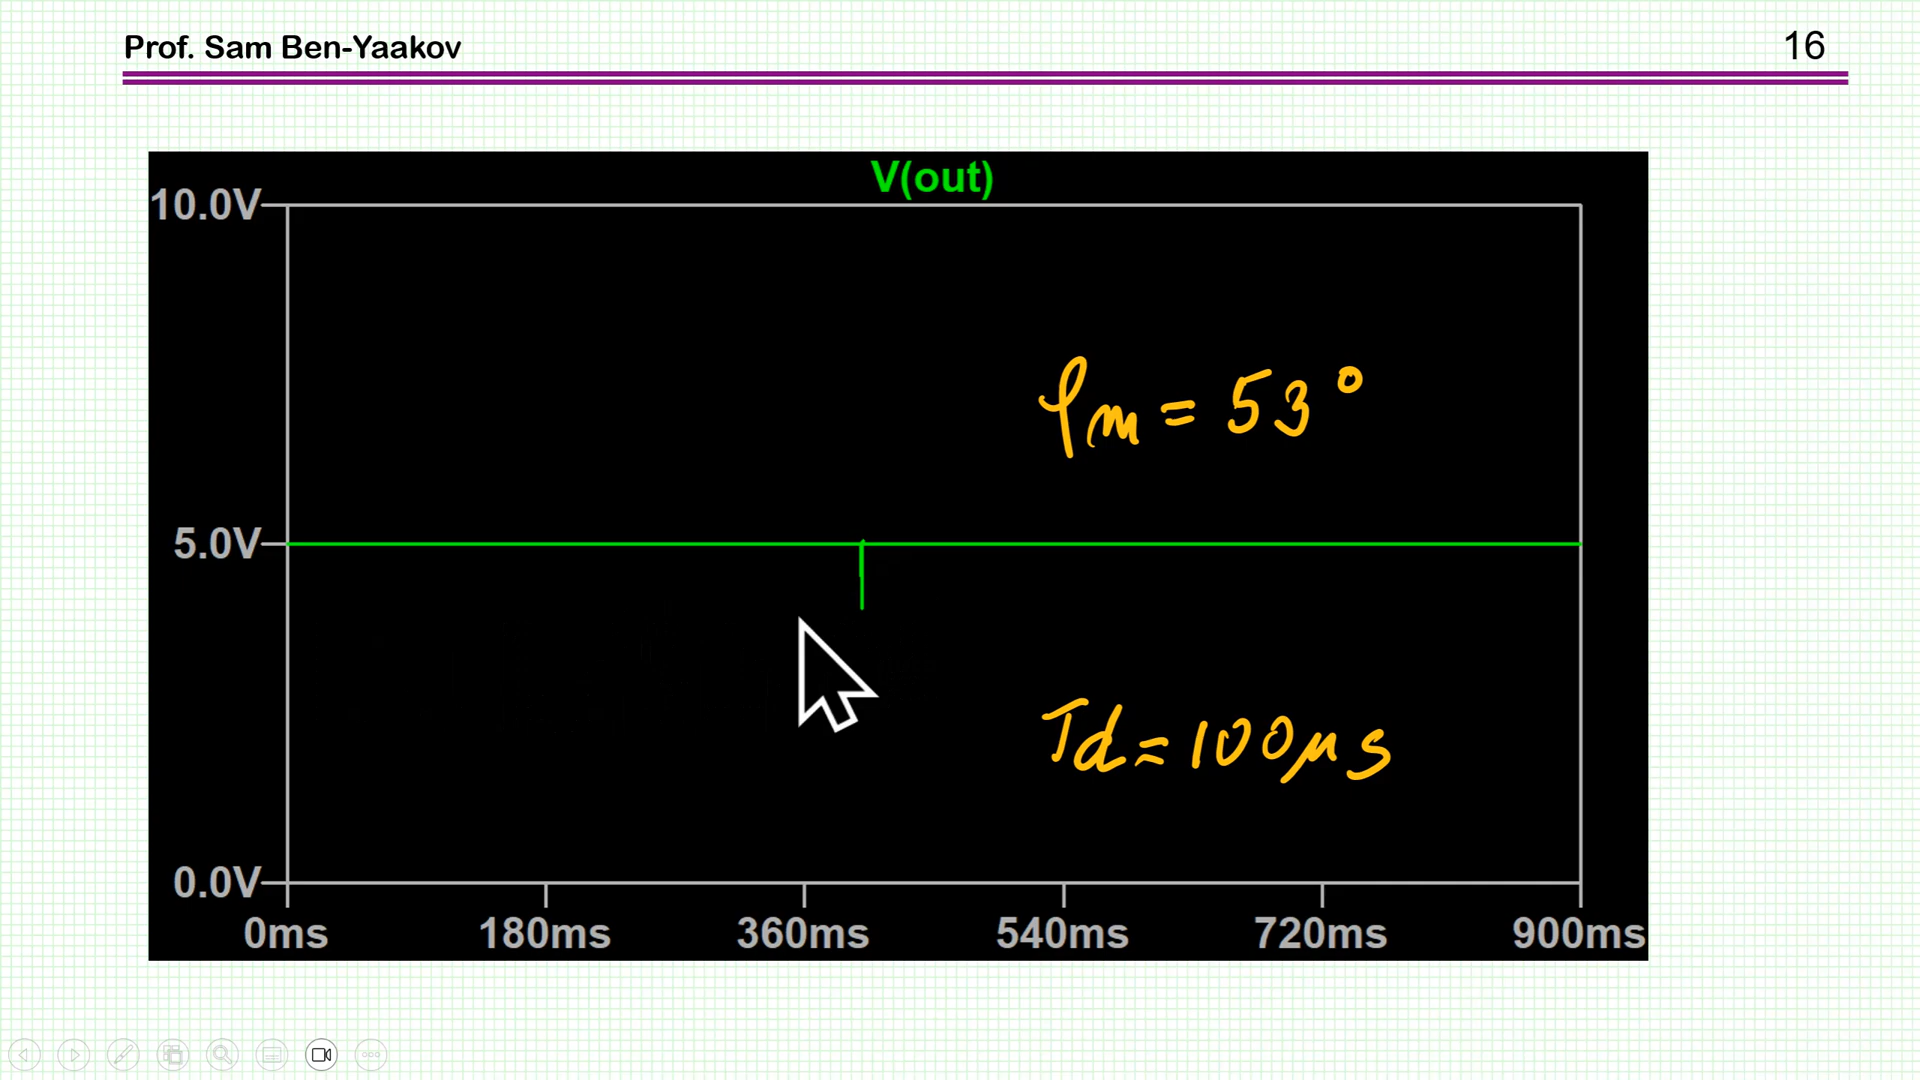 Prof. Sam Ben-Yaakov
16
V(out)
10.0V
φm = 53°
5.0V
Td = 100μs
0.0V
0ms 180ms 360ms 540ms 720ms 900ms